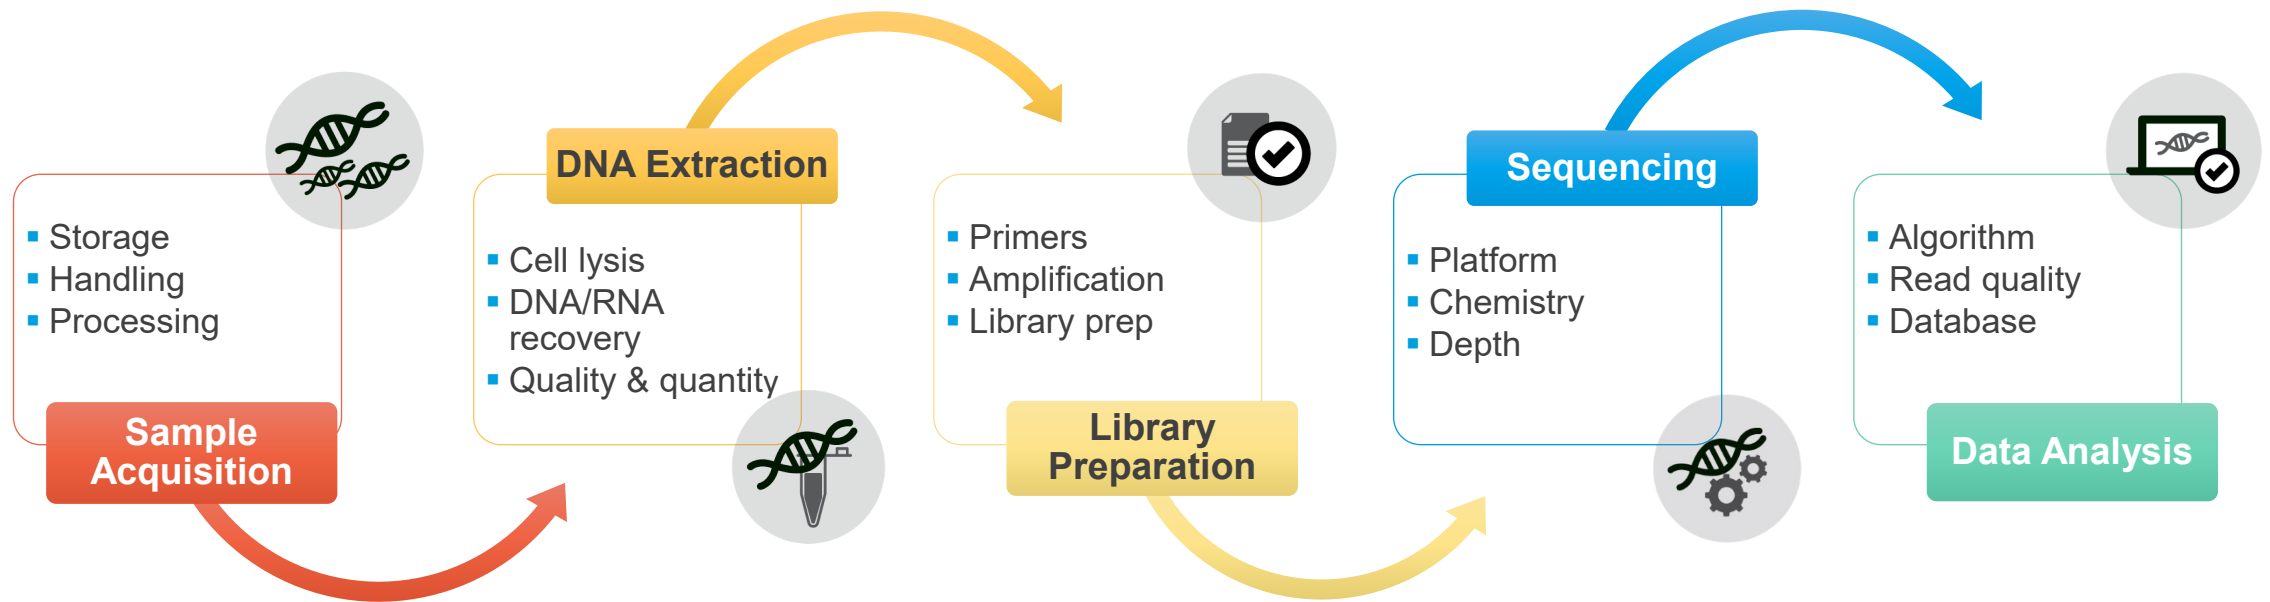 Storage
Handling
Processing
Sample
Acquisition
DNA Extraction
Cell lysis
DNA/RNA
recovery
Quality & quantity
Primers
Amplification
Library prep
Library
Preparation
Sequencing
Platform
Chemistry
Depth
Algorithm
Read quality
Database
Data Analysis